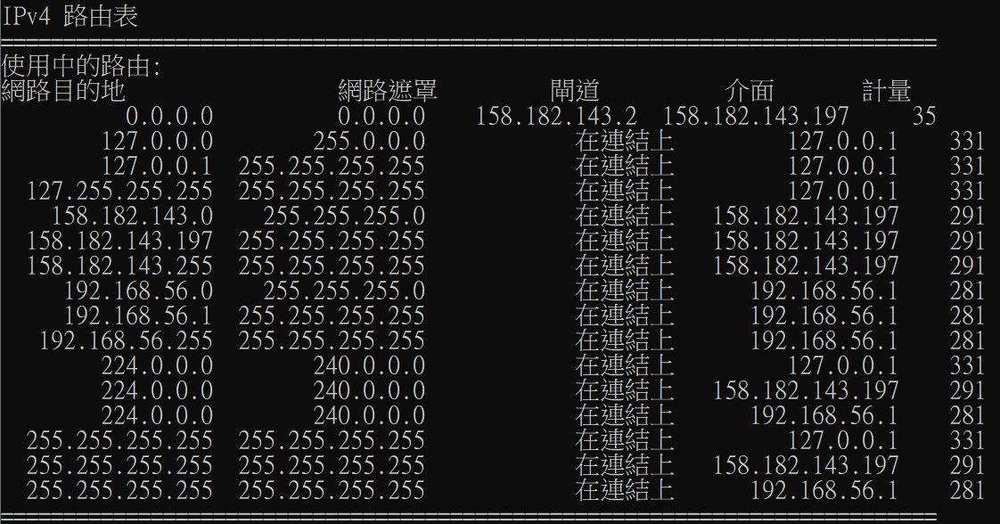 IPv4 路由表
===========================================================================
使用中的路由:
網路目的地 網路遮罩 閘道 介面 計量
0.0.0.0 0.0.0.0 158.182.143.2 158.182.143.197 35
127.0.0.0 255.0.0.0 在連結上 127.0.0.1 331
127.0.0.1 255.255.255.255 在連結上 127.0.0.1 331
127.255.255.255 255.255.255.255 在連結上 127.0.0.1 331
158.182.143.0 255.255.255.0 在連結上 158.182.143.197 291
158.182.143.197 255.255.255.255 在連結上 158.182.143.197 291
158.182.143.255 255.255.255.255 在連結上 158.182.143.197 291
192.168.56.0 255.255.255.0 在連結上 192.168.56.1 281
192.168.56.1 255.255.255.255 在連結上 192.168.56.1 281
192.168.56.255 255.255.255.255 在連結上 192.168.56.1 281
224.0.0.0 240.0.0.0 在連結上 127.0.0.1 331
224.0.0.0 240.0.0.0 在連結上 158.182.143.197 291
224.0.0.0 240.0.0.0 在連結上 192.168.56.1 281
255.255.255.255 255.255.255.255 在連結上 127.0.0.1 331
255.255.255.255 255.255.255.255 在連結上 158.182.143.197 291
255.255.255.255 255.255.255.255 在連結上 192.168.56.1 281
===========================================================================